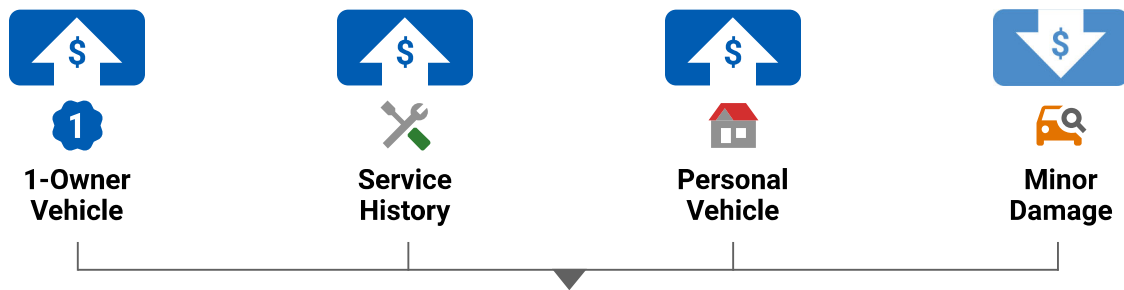 $ $ $ $
1
1-Owner Vehicle
Service History
Personal Vehicle
Minor Damage